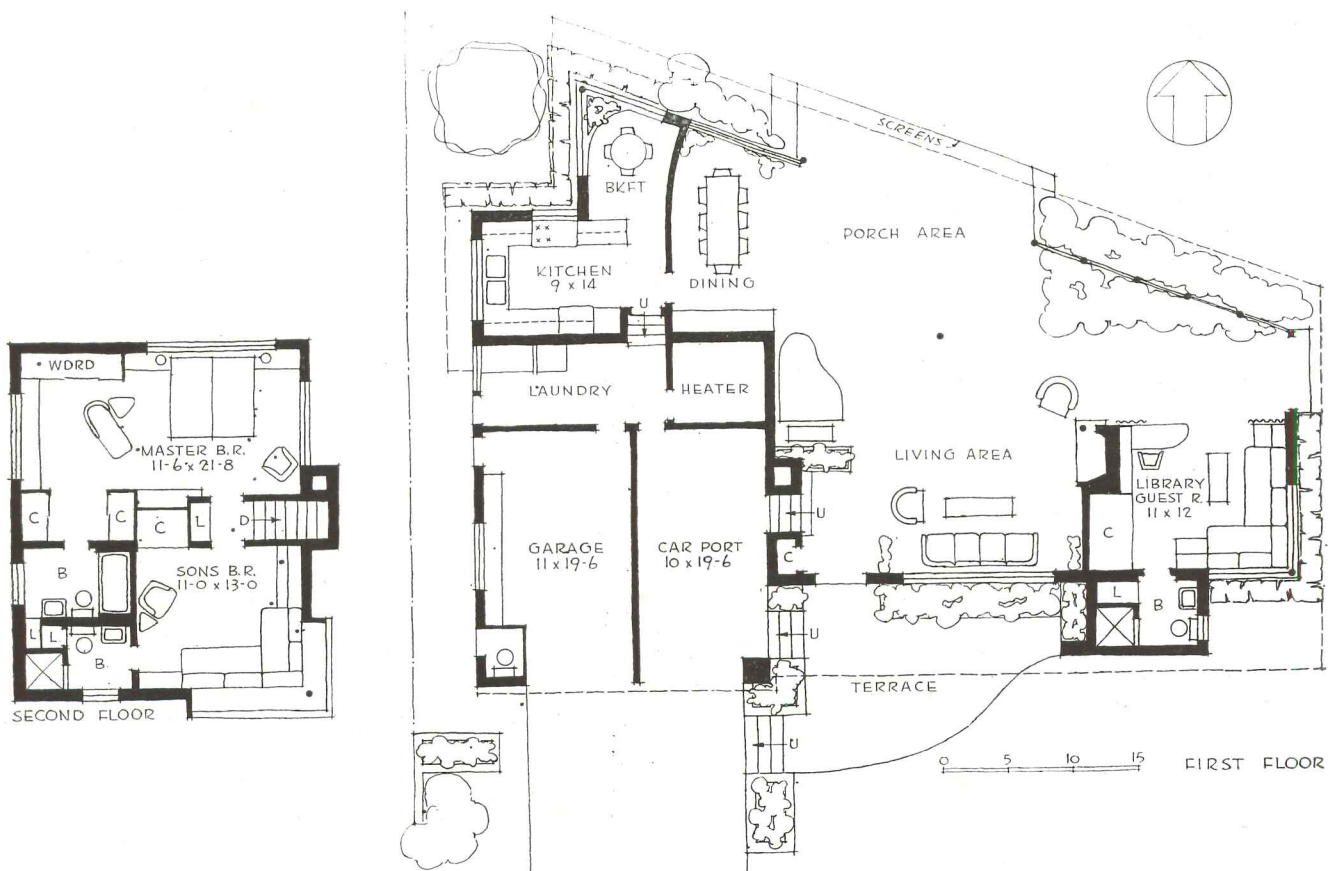 WDRD
MASTER B.R.
11-6 x 21-8
C
C
C
L
D
B
SONS B.R.
11-0 x 13-0
L
L
B.
SECOND FLOOR
SCREENS
BKFT
PORCH AREA
KITCHEN
9 x 14
DINING
U
LAUNDRY
HEATER
LIVING AREA
LIBRARY
GUEST R.
11 x 12
C
U
GARAGE
11 x 19-6
CAR PORT
10 x 19-6
C
L
B
U
TERRACE
U
0 5 10 15
FIRST FLOOR